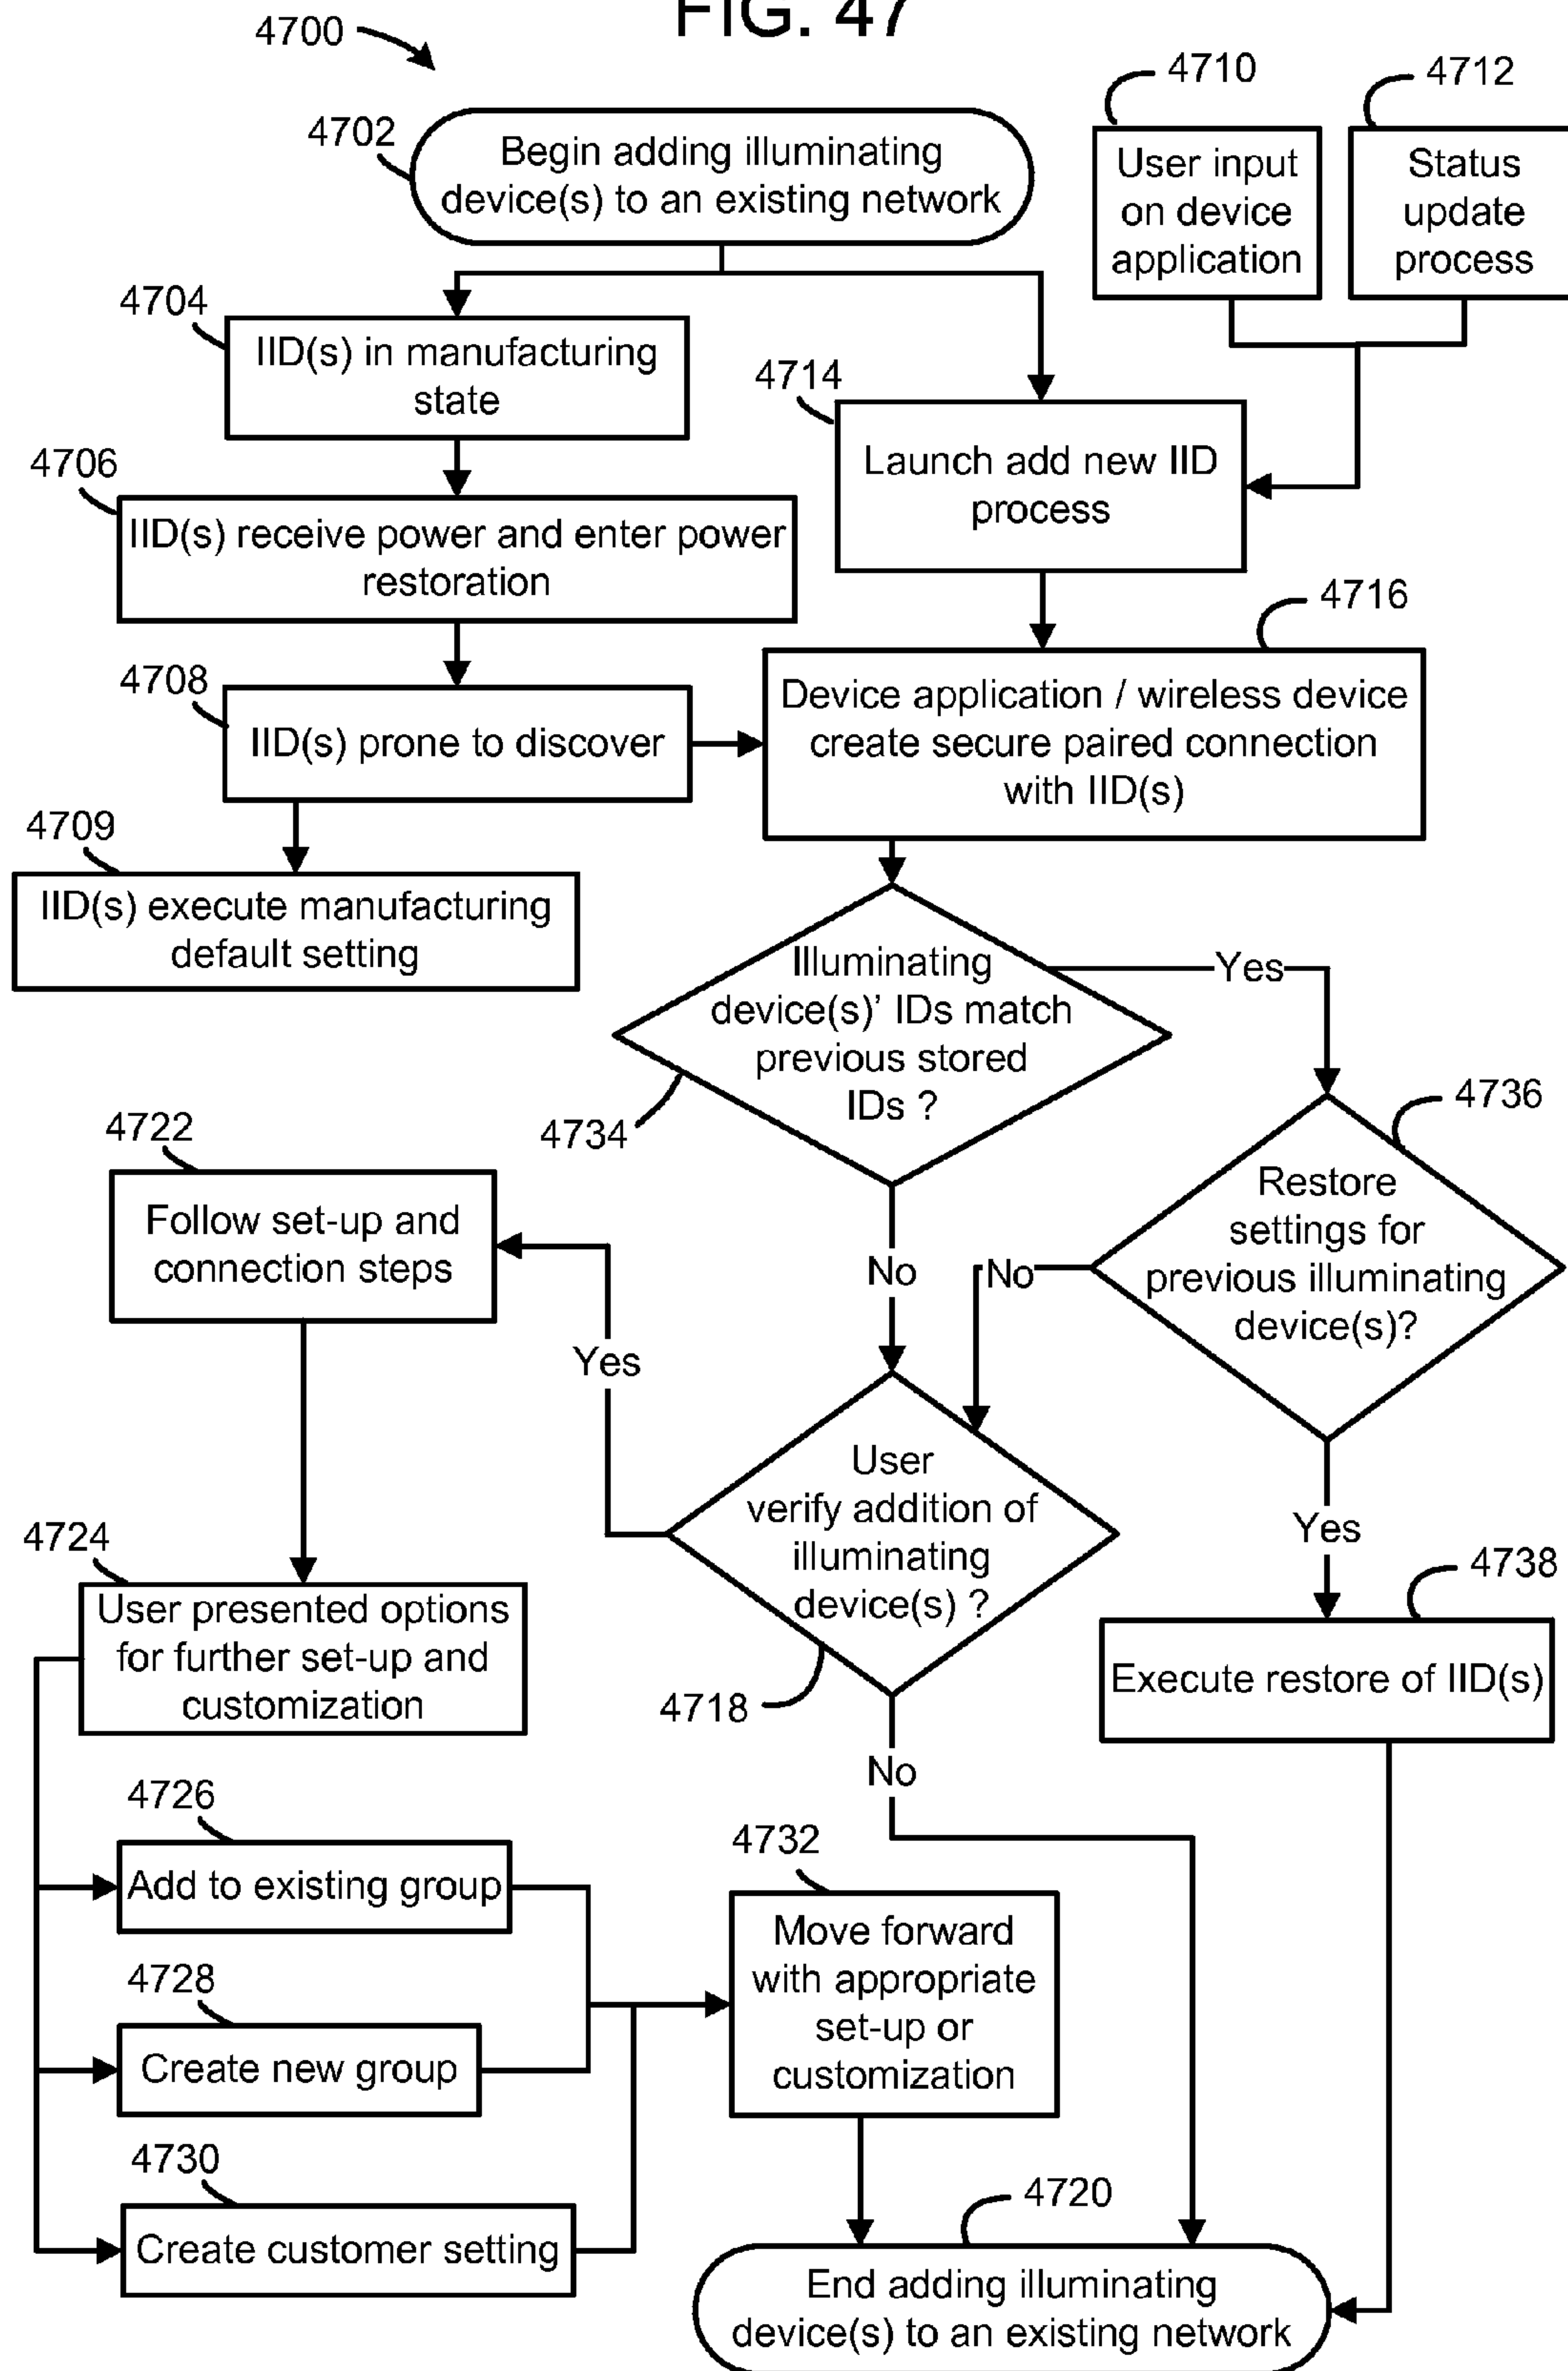 FIG. 47
4700
4710
4712
4702
Begin adding illuminating
device(s) to an existing network
User input
on device
application
Status
update
process
4704
IID(s) in manufacturing
state
4714
Launch add new IID
process
4706
IID(s) receive power and enter power
restoration
4716
4708
IID(s) prone to discover
Device application / wireless device
create secure paired connection
with IID(s)
4709
IID(s) execute manufacturing
default setting
Illuminating
device(s)’ IDs match
previous stored
IDs ?
Yes
4734
4736
4722
Follow set-up and
connection steps
Restore
settings for
previous illuminating
device(s)?
No
No
Yes
User
verify addition of
illuminating
device(s) ?
Yes
4718
4738
4724
User presented options
for further set-up and
customization
Execute restore of IID(s)
No
4726
Add to existing group
4732
Move forward
with appropriate
set-up or
customization
4728
Create new group
4730
Create customer setting
4720
End adding illuminating
device(s) to an existing network